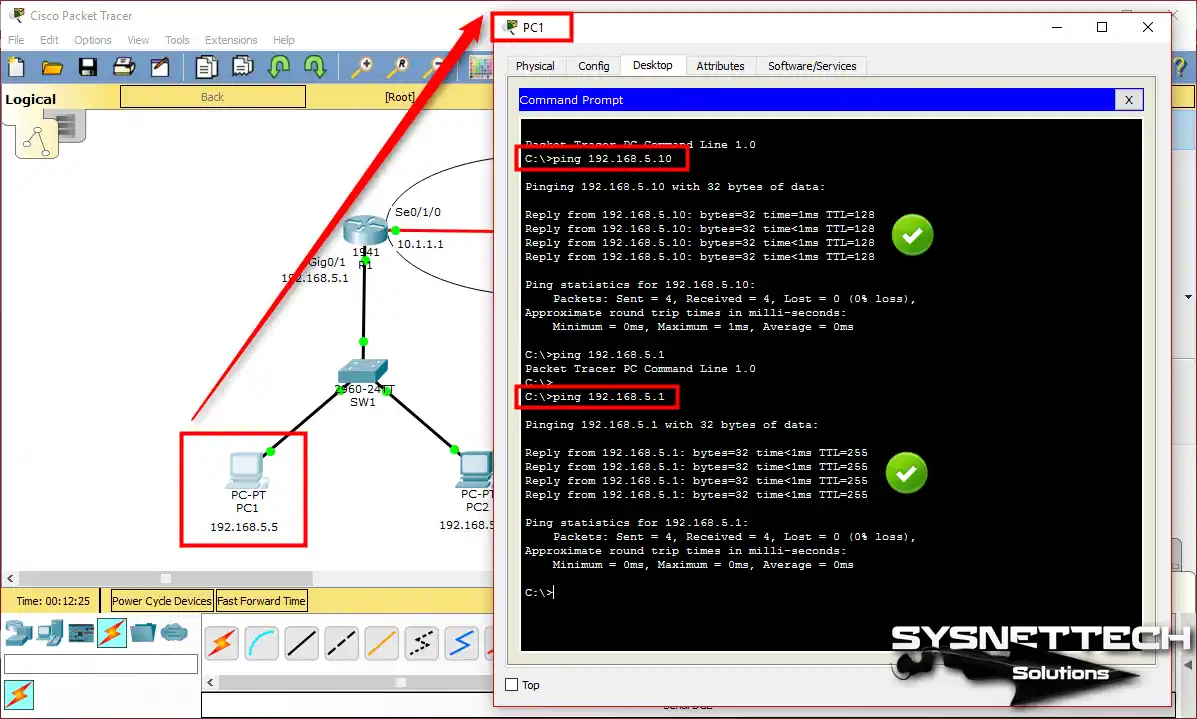 Cisco Packet Tracer
File Edit Options View Tools Extensions Help
Logical
Back
[Root]
Se0/1/0
10.1.1.1
1941
R1
Gig0/1
192.168.5.1
2960-24TT
SW1
PC-PT
PC1
192.168.5.5
PC-PT
PC2
192.168.5
Time: 00:12:25
Power Cycle Devices
Fast Forward Time
PC1
Physical Config Desktop Attributes Software/Services
Command Prompt
X
Packet Tracer PC Command Line 1.0
C:\>ping 192.168.5.10
Pinging 192.168.5.10 with 32 bytes of data:
Reply from 192.168.5.10: bytes=32 time=1ms TTL=128
Reply from 192.168.5.10: bytes=32 time<1ms TTL=128
Reply from 192.168.5.10: bytes=32 time<1ms TTL=128
Reply from 192.168.5.10: bytes=32 time<1ms TTL=128
Ping statistics for 192.168.5.10:
Packets: Sent = 4, Received = 4, Lost = 0 (0% loss),
Approximate round trip times in milli-seconds:
Minimum = 0ms, Maximum = 1ms, Average = 0ms
C:\>ping 192.168.5.1
Packet Tracer PC Command Line 1.0
C:\>
C:\>ping 192.168.5.1
Pinging 192.168.5.1 with 32 bytes of data:
Reply from 192.168.5.1: bytes=32 time<1ms TTL=255
Reply from 192.168.5.1: bytes=32 time<1ms TTL=255
Reply from 192.168.5.1: bytes=32 time<1ms TTL=255
Reply from 192.168.5.1: bytes=32 time<1ms TTL=255
Ping statistics for 192.168.5.1:
Packets: Sent = 4, Received = 4, Lost = 0 (0% loss),
Approximate round trip times in milli-seconds:
Minimum = 0ms, Maximum = 0ms, Average = 0ms
C:\>
Top
SYSNETTECH
Solutions